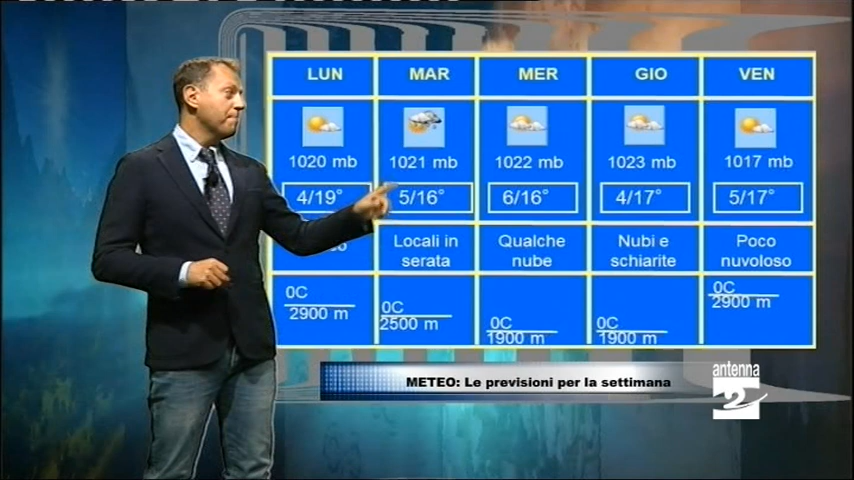 LUN MAR MER GIO VEN
1020 mb 1021 mb 1022 mb 1023 mb 1017 mb
4/19° 5/16° 6/16° 4/17° 5/17°
Locali in Qualche Nubi e Poco
serata nube schiarite nuvoloso
0C 0C 0C 0C 0C
2900 m 2500 m 1900 m 1900 m 2900 m
METEO: Le previsioni per la settimana
antenna
2